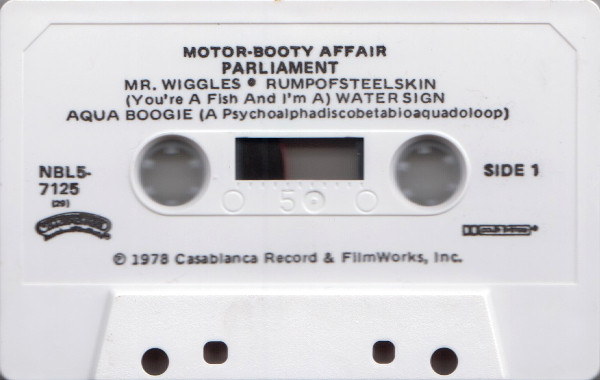 MOTOR-BOOTY AFFAIR
PARLIAMENT
MR. WIGGLES • RUMPOFSTEELSKIN
(You're A Fish And I'm A) WATER SIGN
AQUA BOOGIE (A Psychoalphadiscobetabioaquadoloop)
NBL5-
7125
(29)
SIDE 1
5
℗ 1978 Casablanca Record & FilmWorks, Inc.